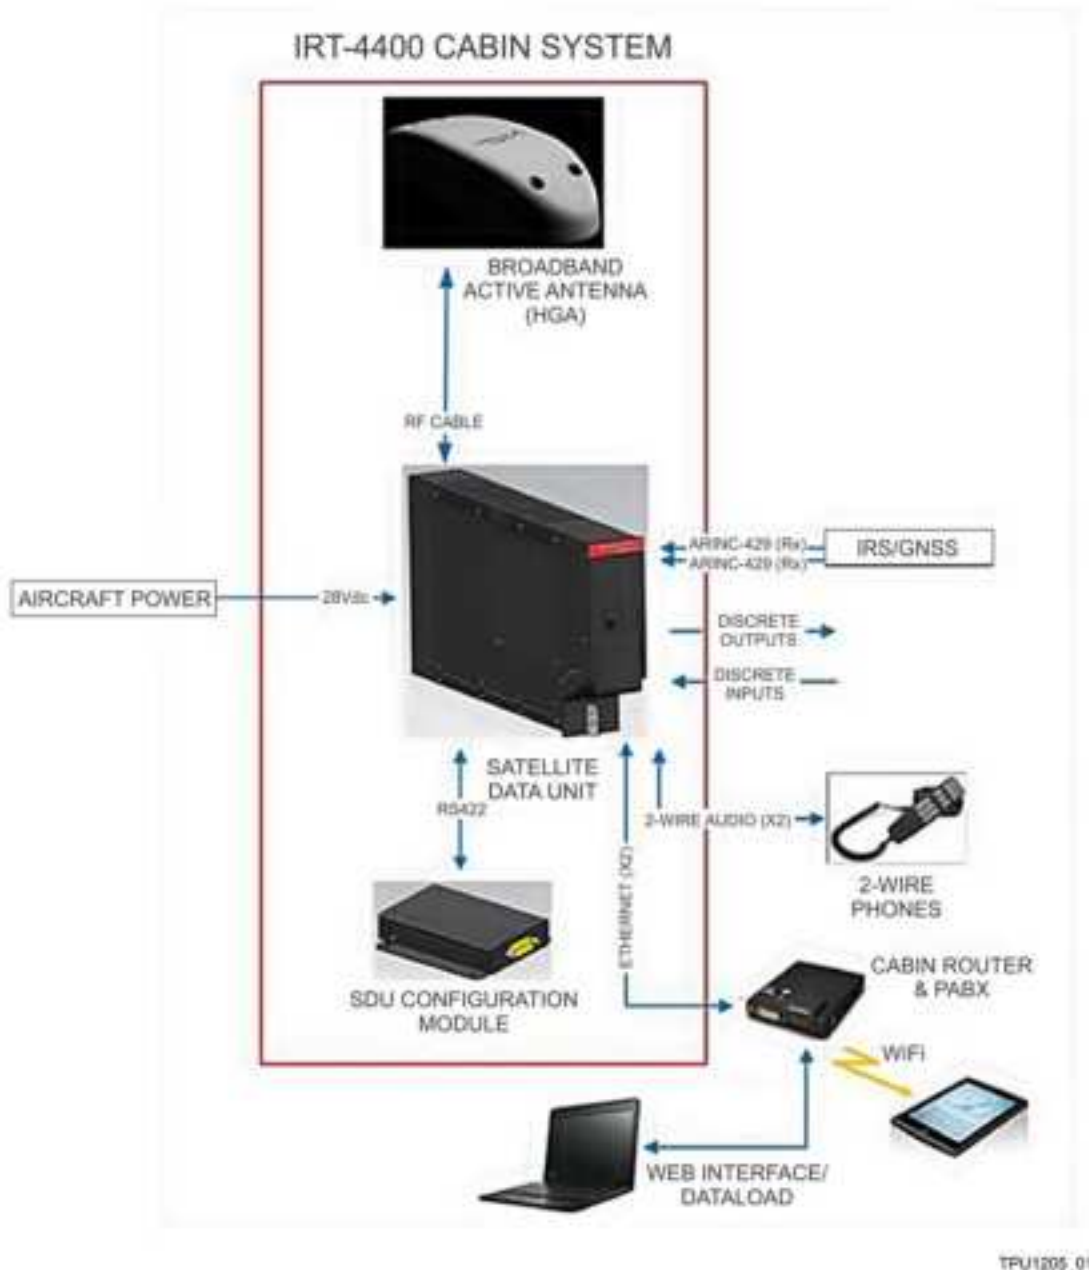 IRT-4400 CABIN SYSTEM
BROADBAND
ACTIVE ANTENNA
(HGA)
RF CABLE
ARINC-429 (Rx)
ARINC-429 (Rx)
IRS/GNSS
AIRCRAFT POWER
28Vdc
DISCRETE
OUTPUTS
DISCRETE
INPUTS
SATELLITE
DATA UNIT
RS422
2-WIRE AUDIO (X2)
ETHERNET (X2)
2-WIRE
PHONES
SDU CONFIGURATION
MODULE
CABIN ROUTER
& PABX
WiFi
WEB INTERFACE/
DATALOAD
TPU1205_01